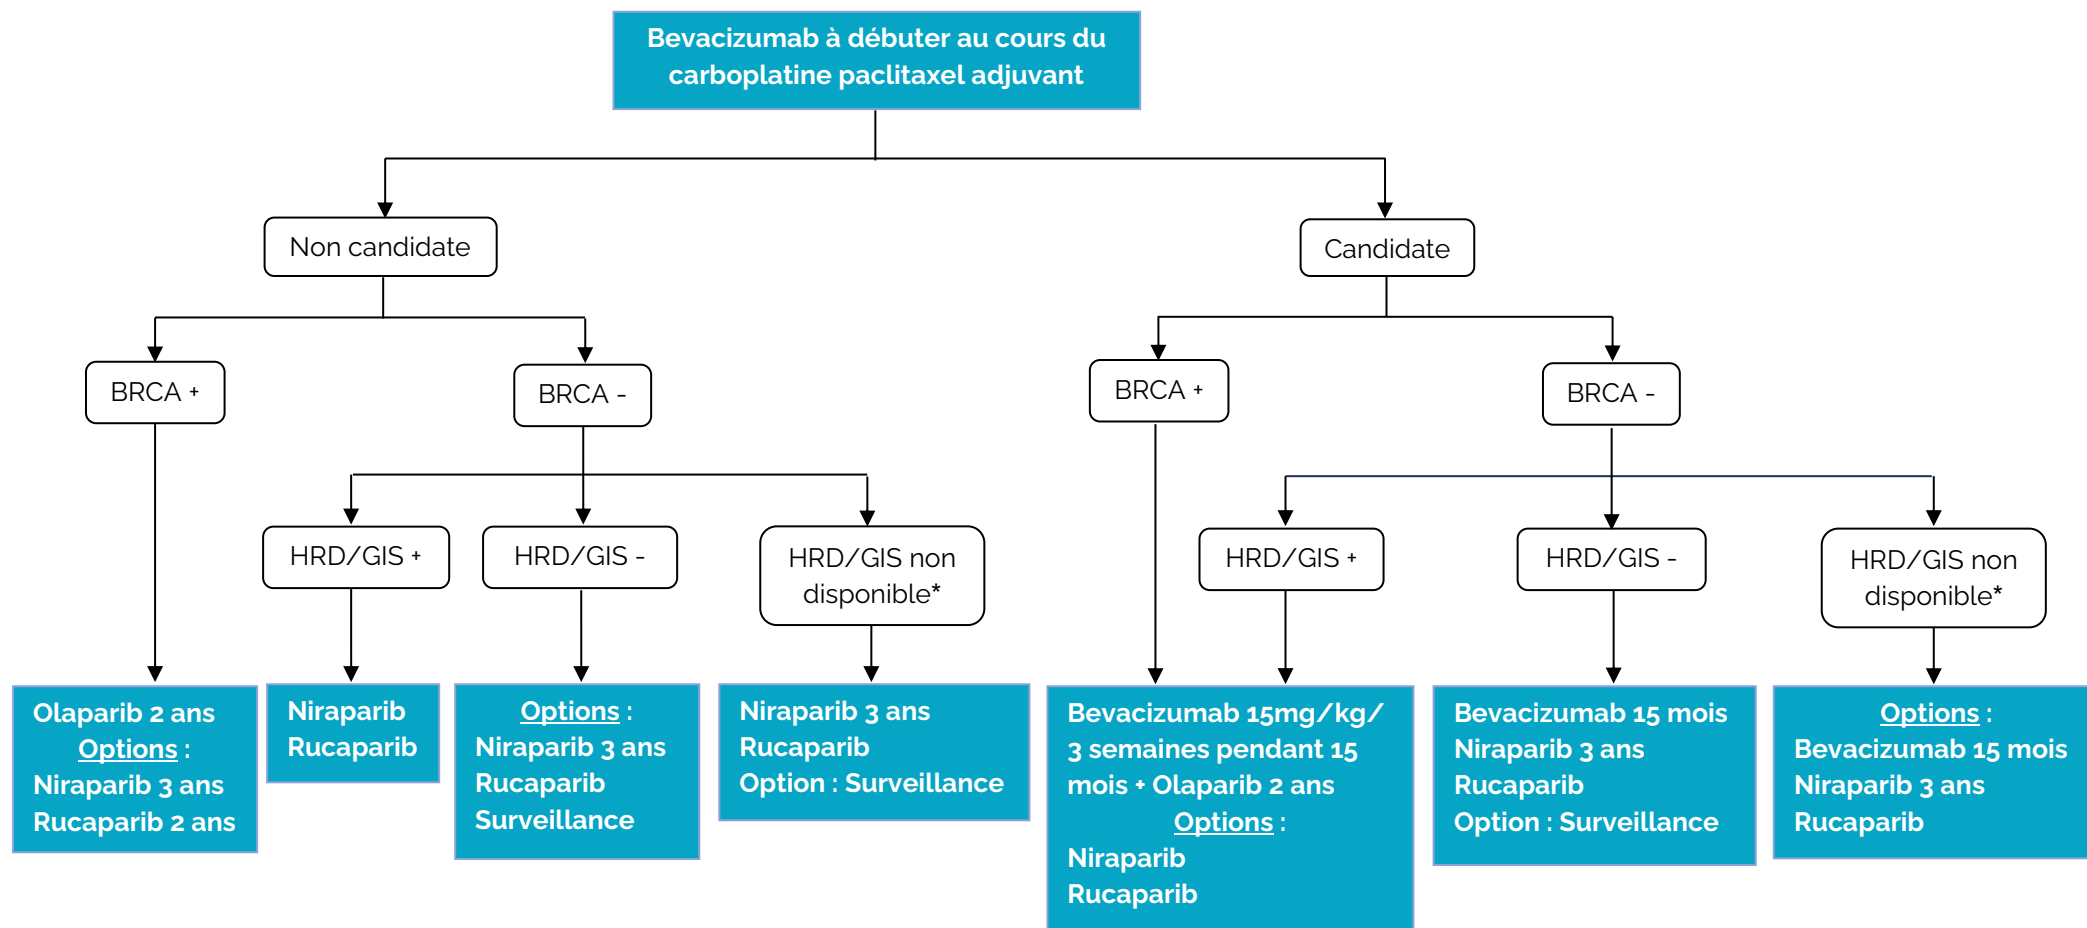 Bevacizumab à débuter au cours du
carboplatine paclitaxel adjuvant
Non candidate
Candidate
BRCA +
BRCA -
BRCA +
BRCA -
HRD/GIS +
HRD/GIS -
HRD/GIS non
disponible*
HRD/GIS +
HRD/GIS -
HRD/GIS non
disponible*
Olaparib 2 ans
Options :
Niraparib 3 ans
Rucaparib 2 ans
Niraparib
Rucaparib
Options :
Niraparib 3 ans
Rucaparib
Surveillance
Niraparib 3 ans
Rucaparib
Option : Surveillance
Bevacizumab 15mg/kg/
3 semaines pendant 15
mois + Olaparib 2 ans
Options :
Niraparib
Rucaparib
Bevacizumab 15 mois
Niraparib 3 ans
Rucaparib
Option : Surveillance
Options :
Bevacizumab 15 mois
Niraparib 3 ans
Rucaparib